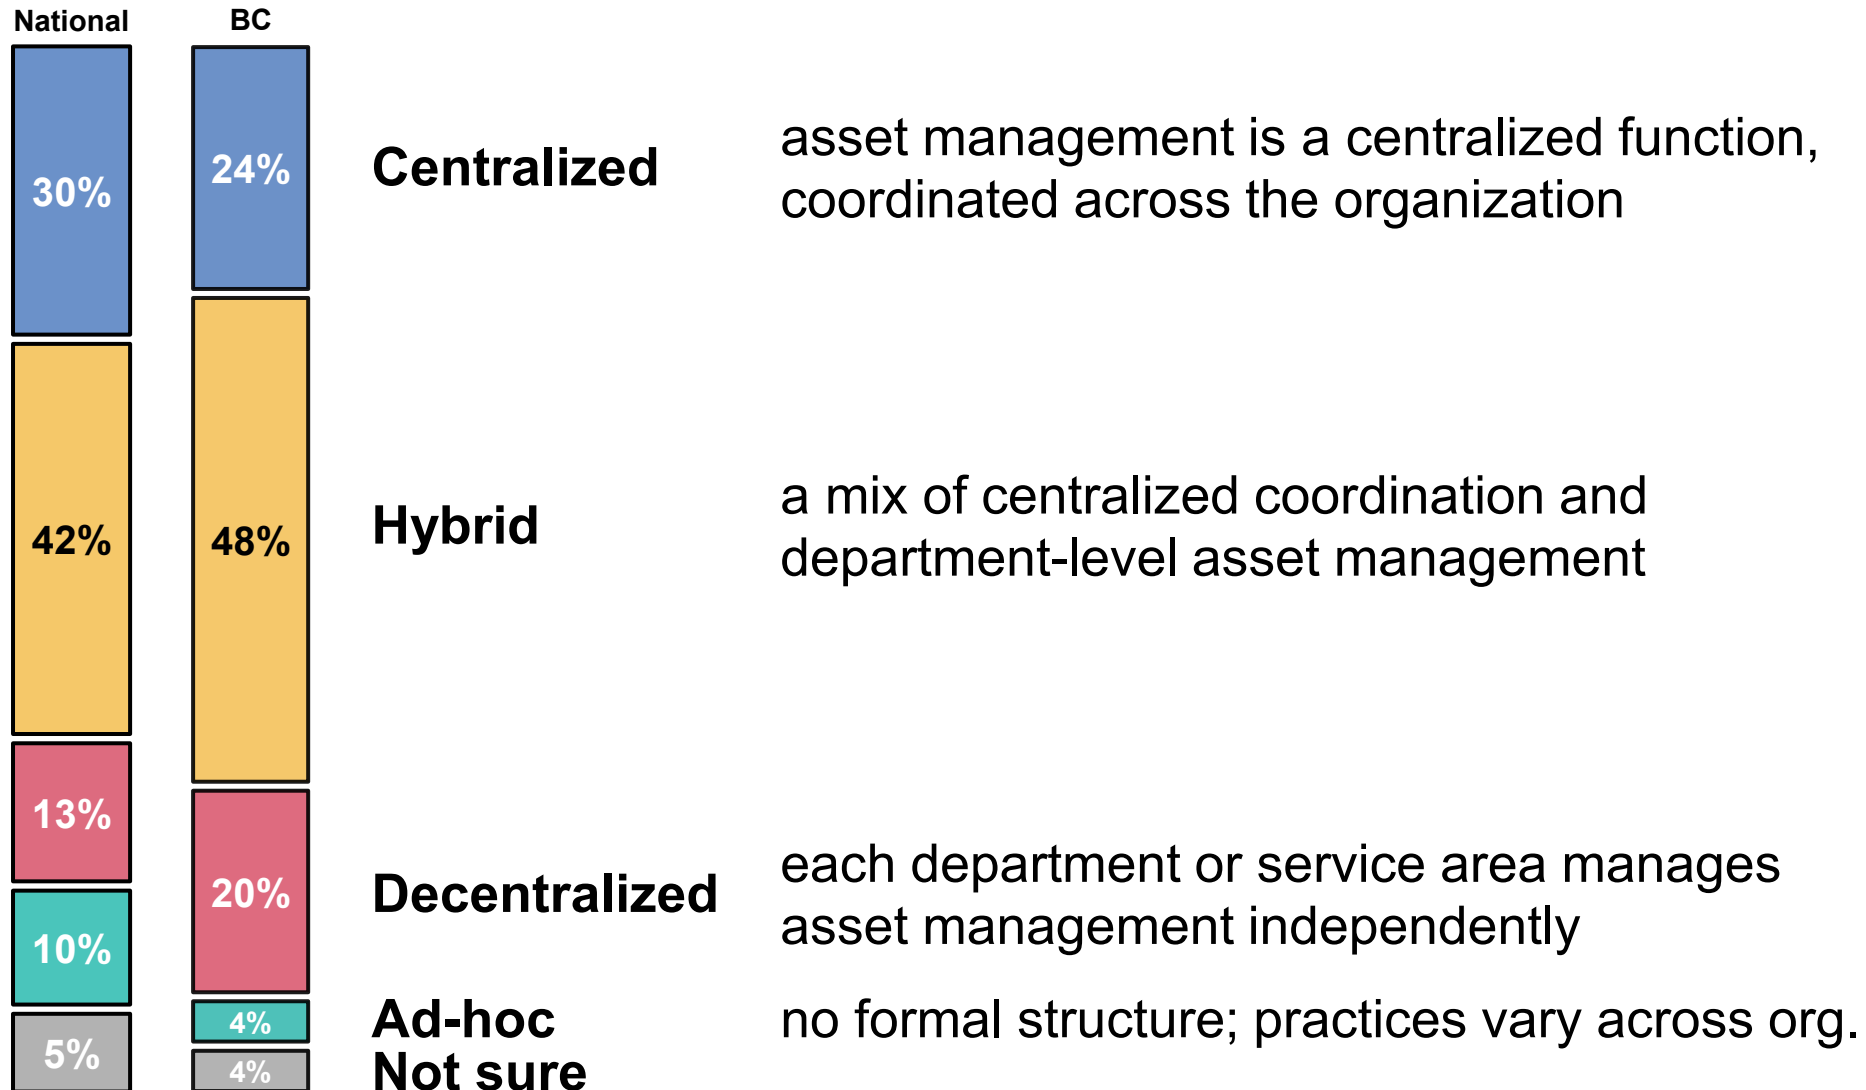 National
BC
30%
24%
Centralized
asset management is a centralized function,
coordinated across the organization
42%
48%
Hybrid
a mix of centralized coordination and
department-level asset management
13%
20%
Decentralized
each department or service area manages
asset management independently
10%
4%
Ad-hoc
no formal structure; practices vary across org.
5%
4%
Not sure